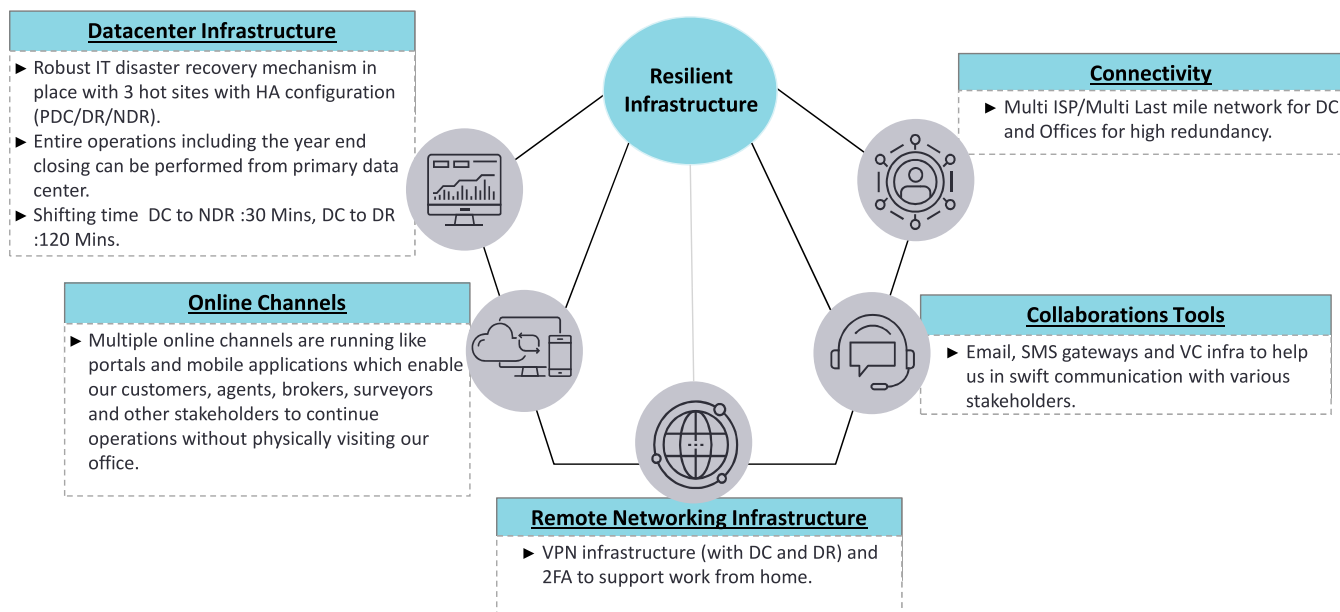 Datacenter Infrastructure
► Robust IT disaster recovery mechanism in
place with 3 hot sites with HA configuration
(PDC/DR/NDR).
► Entire operations including the year end
closing can be performed from primary data
center.
► Shifting time  DC to NDR :30 Mins, DC to DR
:120 Mins.
Resilient
Infrastructure
Connectivity
► Multi ISP/Multi Last mile network for DC
and Offices for high redundancy.
Online Channels
► Multiple online channels are running like
portals and mobile applications which enable
our customers, agents, brokers, surveyors
and other stakeholders to continue
operations without physically visiting our
office.
Collaborations Tools
► Email, SMS gateways and VC infra to help
us in swift communication with various
stakeholders.
Remote Networking Infrastructure
► VPN infrastructure (with DC and DR) and
2FA to support work from home.